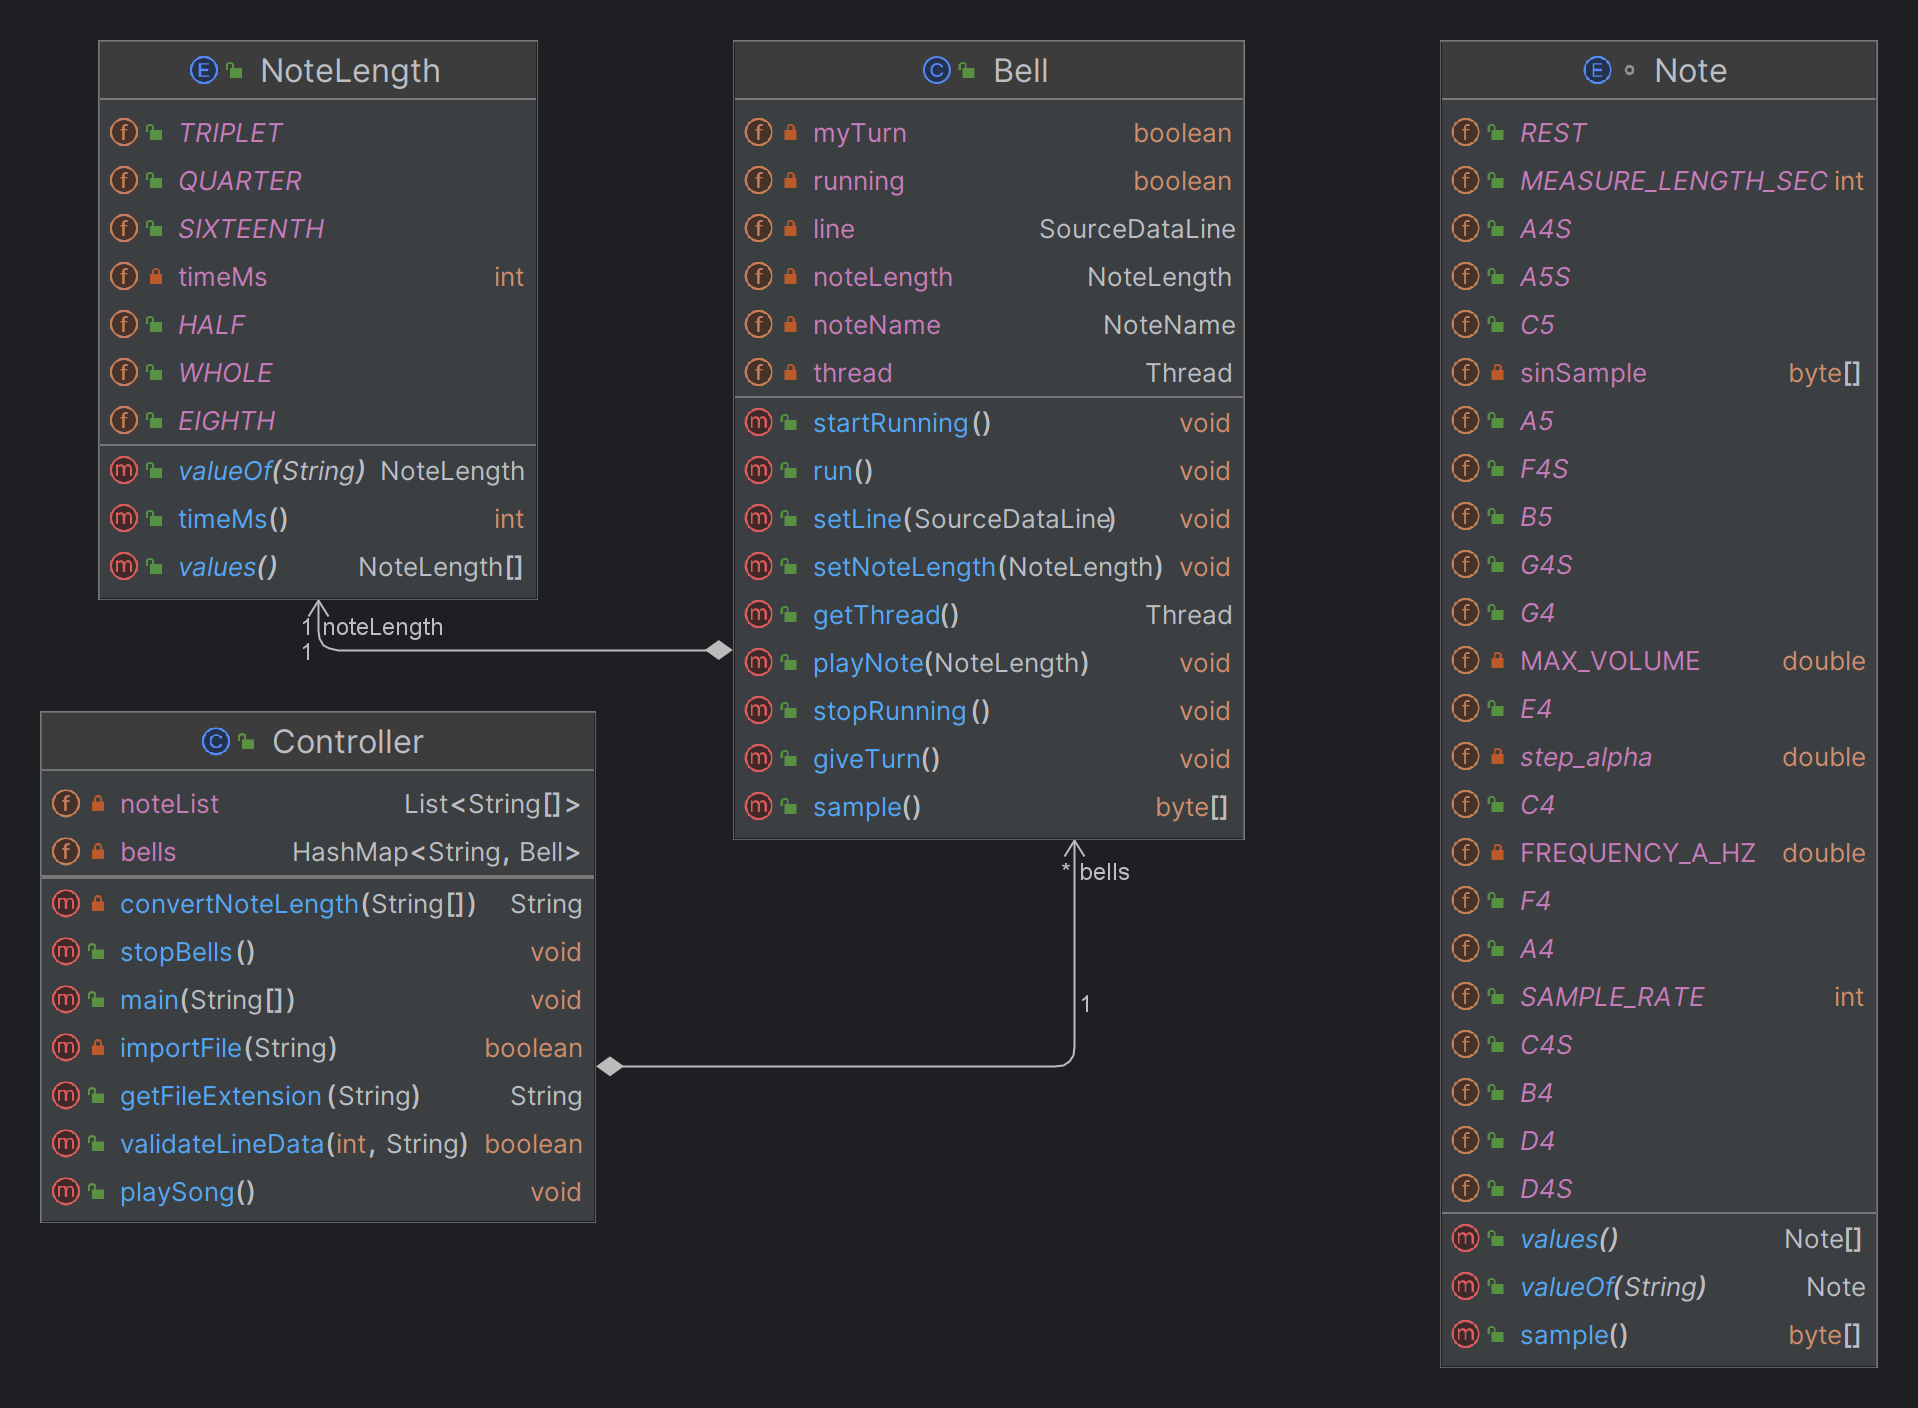 NoteLength
TRIPLET
QUARTER
SIXTEENTH
timeMs int
HALF
WHOLE
EIGHTH
valueOf(String) NoteLength
timeMs() int
values() NoteLength[]
1 noteLength
1
Bell
myTurn boolean
running boolean
line SourceDataLine
noteLength NoteLength
noteName NoteName
thread Thread
startRunning() void
run() void
setLine(SourceDataLine) void
setNoteLength(NoteLength) void
getThread() Thread
playNote(NoteLength) void
stopRunning() void
giveTurn() void
sample() byte[]
* bells
1
Controller
noteList List<String[]>
bells HashMap<String, Bell>
convertNoteLength(String[]) String
stopBells() void
main(String[]) void
importFile(String) boolean
getFileExtension(String) String
validateLineData(int, String) boolean
playSong() void
Note
REST
MEASURE_LENGTH_SEC int
A4S
A5S
C5
sinSample byte[]
A5
F4S
B5
G4S
G4
MAX_VOLUME double
E4
step_alpha double
C4
FREQUENCY_A_HZ double
F4
A4
SAMPLE_RATE int
C4S
B4
D4
D4S
values() Note[]
valueOf(String) Note
sample() byte[]